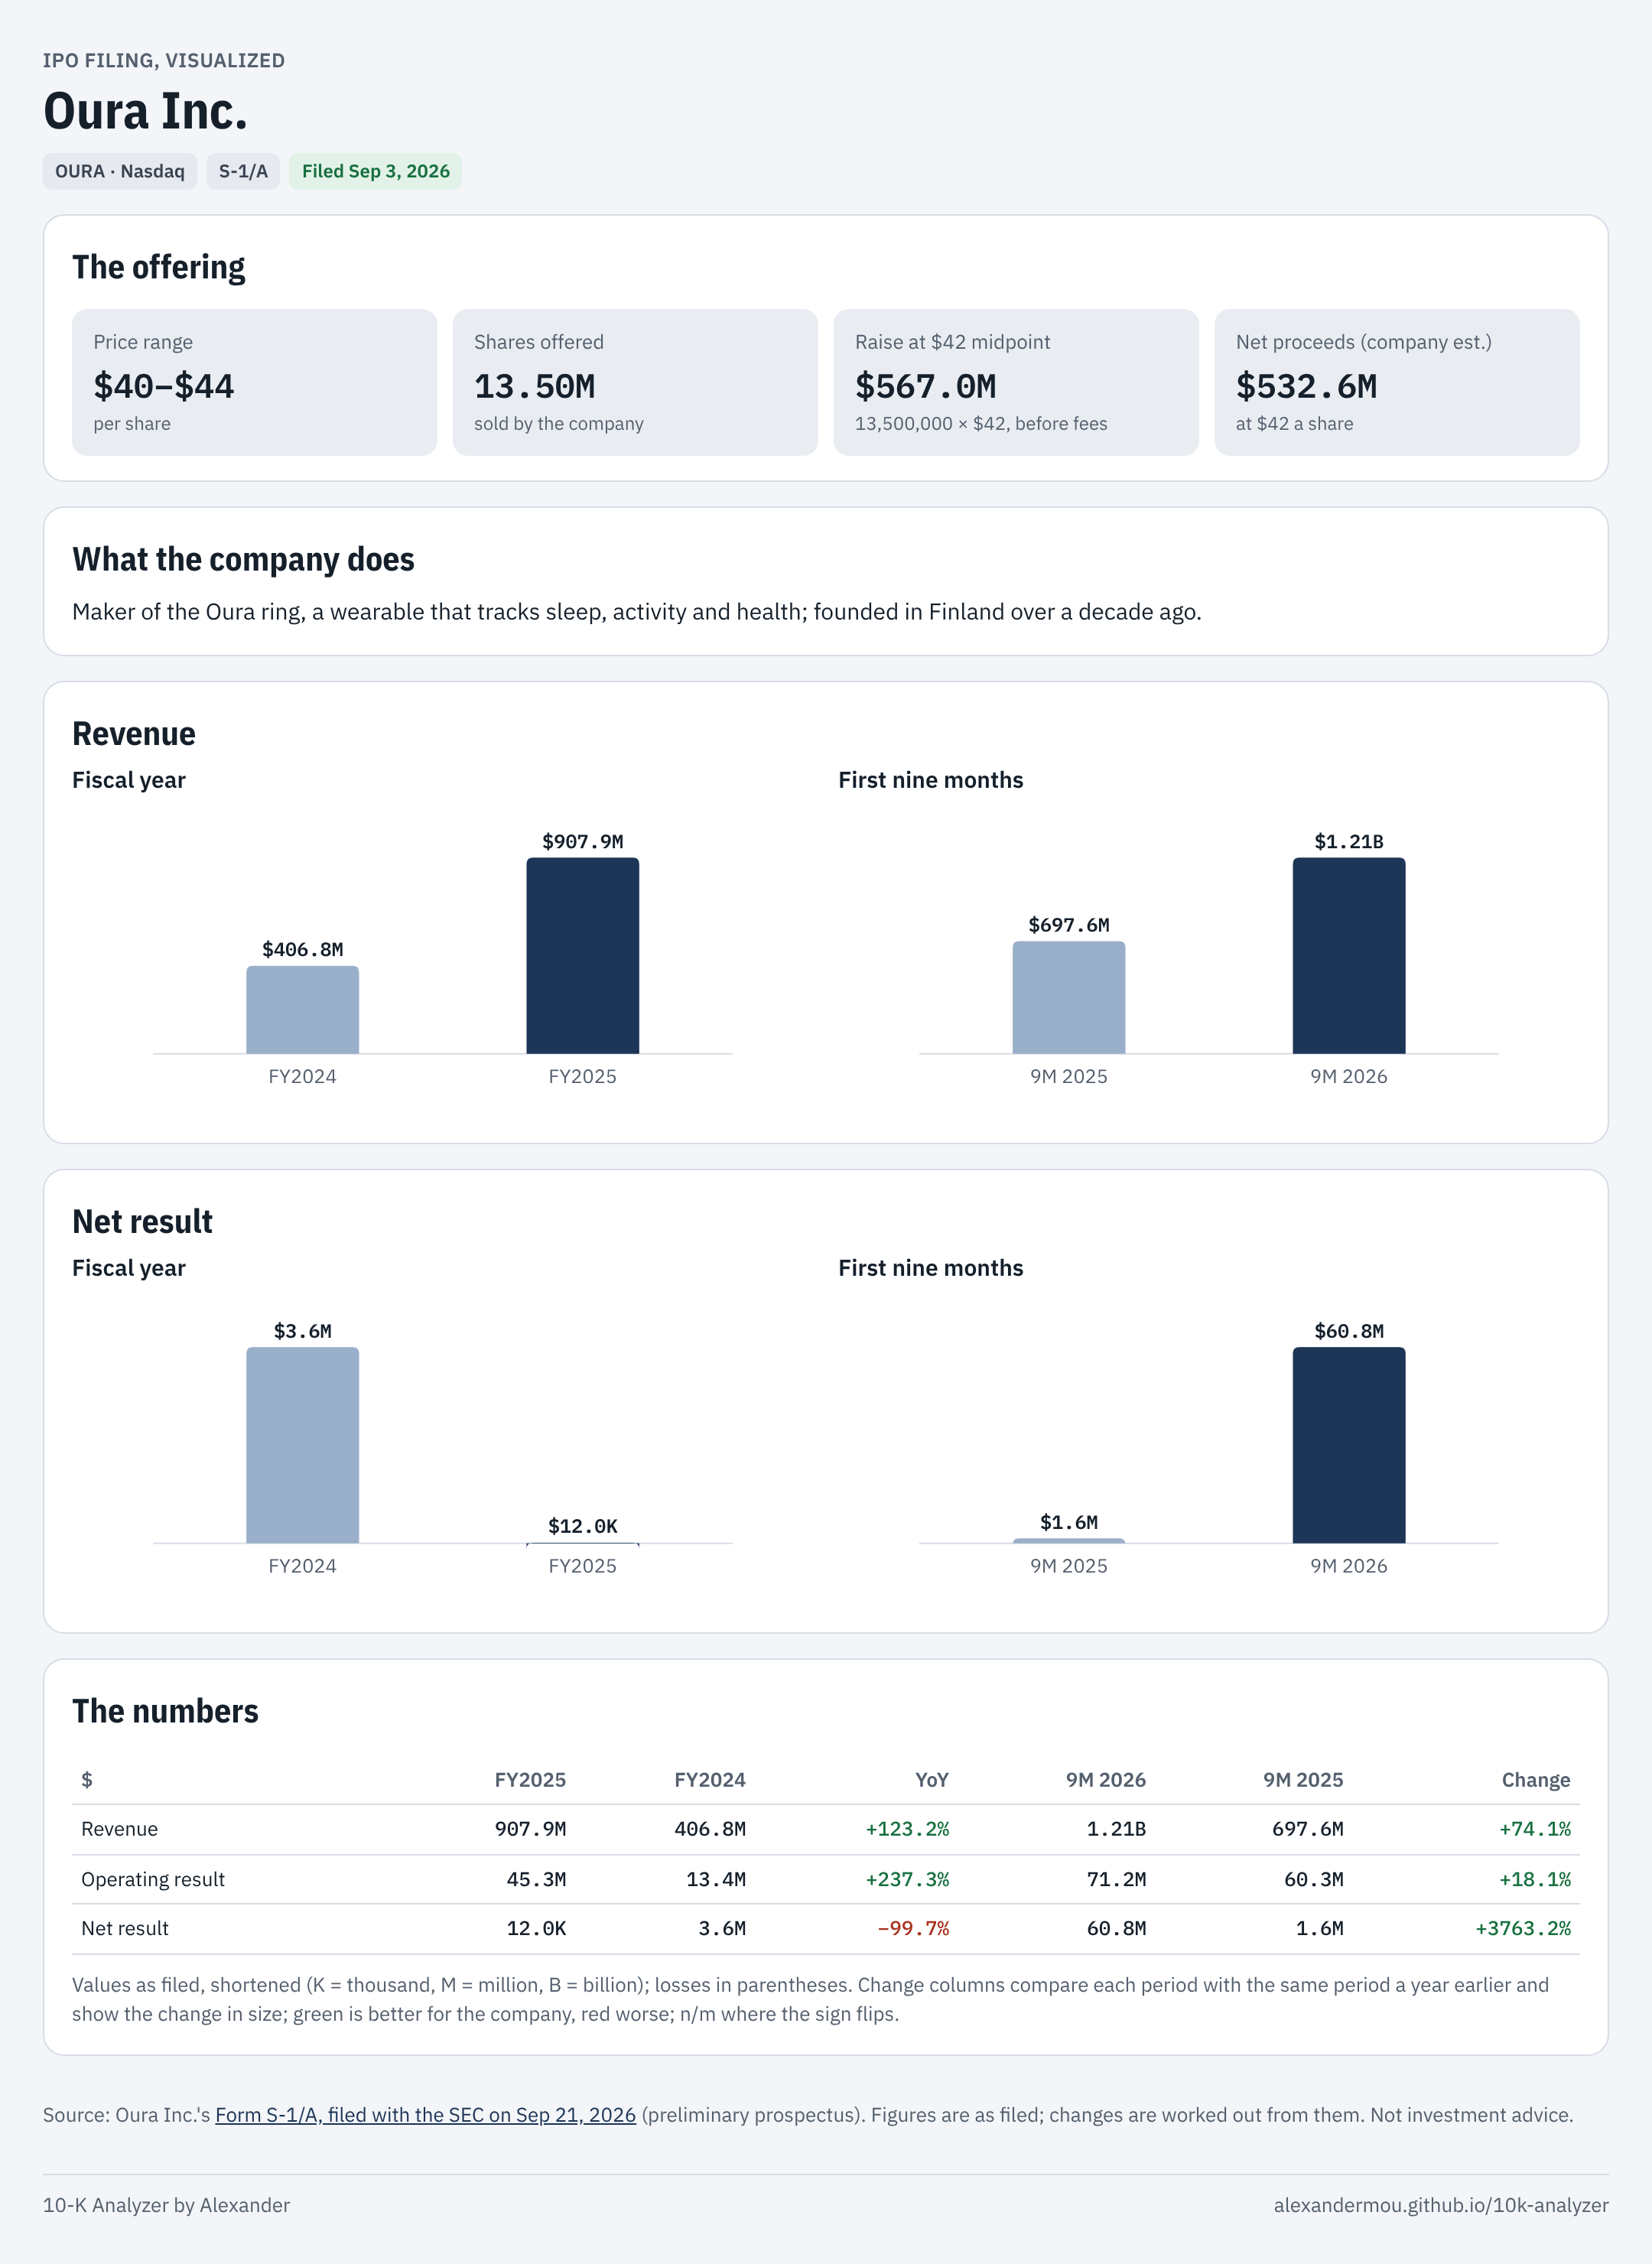 IPO FILING, VISUALIZED
Oura Inc.
OURA · Nasdaq S-1/A Filed Sep 3, 2026
The offering
Price range
$40–$44
per share
Shares offered
13.50M
sold by the company
Raise at $42 midpoint
$567.0M
13,500,000 × $42, before fees
Net proceeds (company est.)
$532.6M
at $42 a share
What the company does
Maker of the Oura ring, a wearable that tracks sleep, activity and health; founded in Finland over a decade ago.
Revenue
Fiscal year
$406.8M
$907.9M
FY2024 FY2025
First nine months
$697.6M
$1.21B
9M 2025 9M 2026
Net result
Fiscal year
$3.6M
$12.0K
FY2024 FY2025
First nine months
$1.6M
$60.8M
9M 2025 9M 2026
The numbers
$ FY2025 FY2024 YoY 9M 2026 9M 2025 Change
Revenue 907.9M 406.8M +123.2% 1.21B 697.6M +74.1%
Operating result 45.3M 13.4M +237.3% 71.2M 60.3M +18.1%
Net result 12.0K 3.6M −99.7% 60.8M 1.6M +3763.2%
Values as filed, shortened (K = thousand, M = million, B = billion); losses in parentheses. Change columns compare each period with the same period a year earlier and
show the change in size; green is better for the company, red worse; n/m where the sign flips.
Source: Oura Inc.'s Form S-1/A, filed with the SEC on Sep 21, 2026 (preliminary prospectus). Figures are as filed; changes are worked out from them. Not investment advice.
10-K Analyzer by Alexander
alexandermou.github.io/10k-analyzer